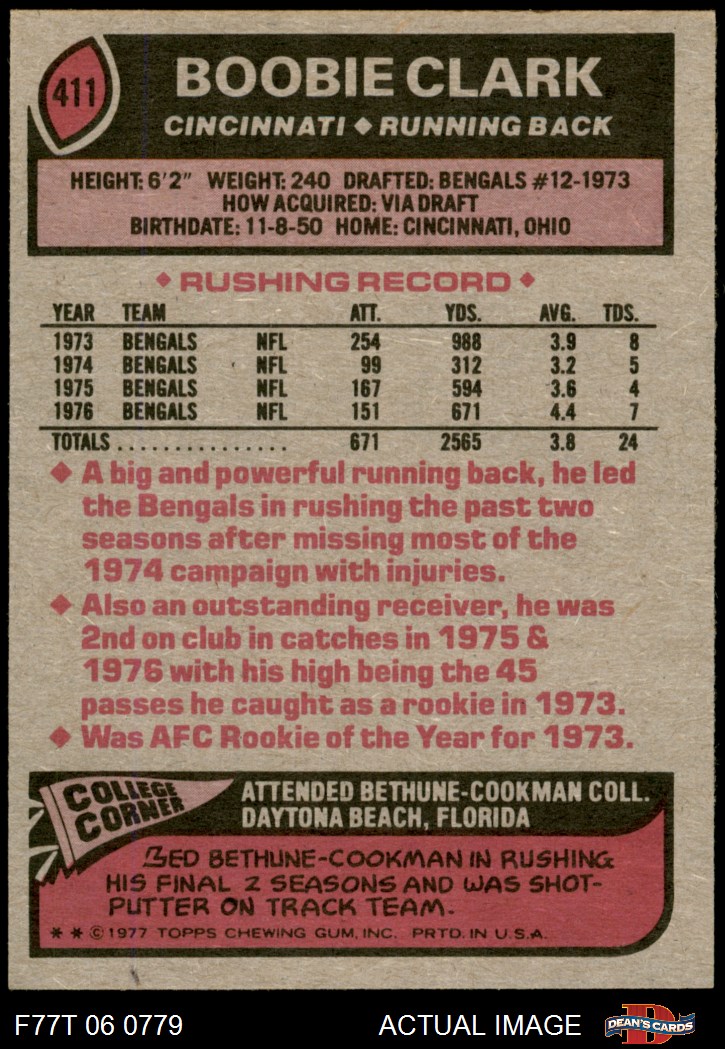 411
BOOBIE CLARK
CINCINNATI ◆ RUNNING BACK
HEIGHT: 6'2" WEIGHT: 240 DRAFTED: BENGALS #12-1973
HOW ACQUIRED: VIA DRAFT
BIRTHDATE: 11-8-50 HOME: CINCINNATI, OHIO
◆ RUSHING RECORD ◆
YEAR TEAM ATT. YDS. AVG. TDS.
1973 BENGALS NFL 254 988 3.9 8
1974 BENGALS NFL 99 312 3.2 5
1975 BENGALS NFL 167 594 3.6 4
1976 BENGALS NFL 151 671 4.4 7
TOTALS ............... 671 2565 3.8 24
◆ A big and powerful running back, he led
the Bengals in rushing the past two
seasons after missing most of the
1974 campaign with injuries.
◆ Also an outstanding receiver, he was
2nd on club in catches in 1975 &
1976 with his high being the 45
passes he caught as a rookie in 1973.
◆ Was AFC Rookie of the Year for 1973.
COLLEGE
CORNER
ATTENDED BETHUNE-COOKMAN COLL.
DAYTONA BEACH, FLORIDA
LED BETHUNE-COOKMAN IN RUSHING
HIS FINAL 2 SEASONS AND WAS SHOT-
PUTTER ON TRACK TEAM.
* * © 1977 TOPPS CHEWING GUM, INC. PRTD. IN U.S.A.
F77T 06 0779
ACTUAL IMAGE
DEAN'S CARDS